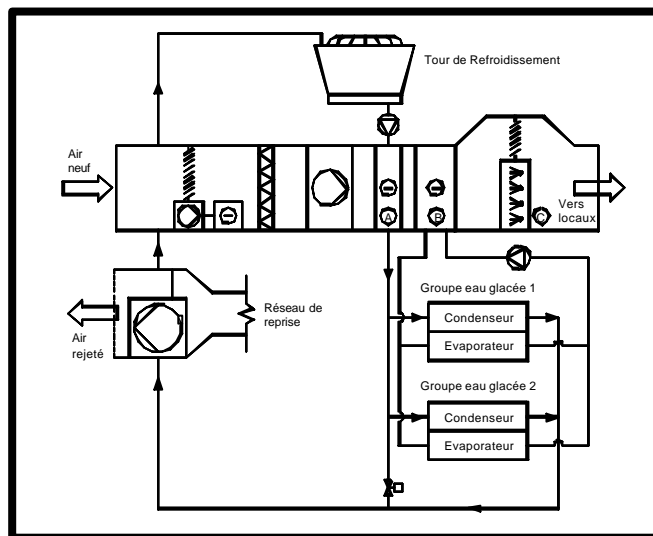 Tour de Refroidissement
Air
neuf
A
B
C
Vers
locaux
Groupe eau glacée 1
Condenseur
Evaporateur
Réseau de
reprise
Air
rejeté
Groupe eau glacée 2
Condenseur
Evaporateur